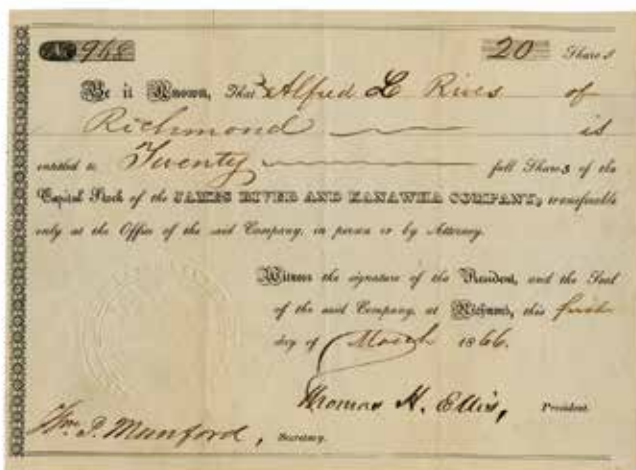 No 968 20 Shares
Be it Known, That Alfred L Rives of
Richmond is
entitled to Twenty full Shares of the
Capital Stock of the JAMES RIVER AND KANAWHA COMPANY; transferable
only at the Office of the said Company, in person or by Attorney.
Witness the signature of the President, and the Seal
of the said Company, at Richmond, this first
day of March 1866.
Thomas H. Ellis, President.
Wm. P. Munford, Secretary.